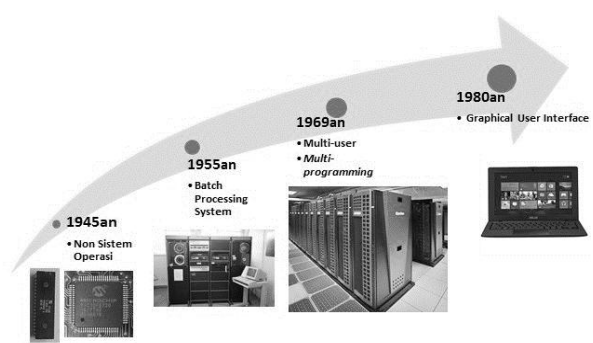 1945an
• Non Sistem
Operasi
1955an
• Batch
Processing
System
1969an
• Multi-user
• Multi-
programming
1980an
• Graphical User Interface